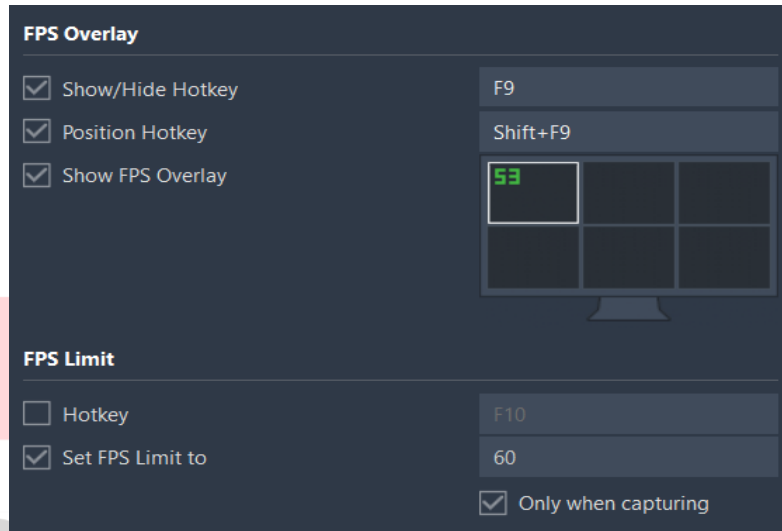 FPS Overlay
Show/Hide Hotkey F9
Position Hotkey Shift+F9
Show FPS Overlay
53
FPS Limit
Hotkey F10
Set FPS Limit to 60
Only when capturing